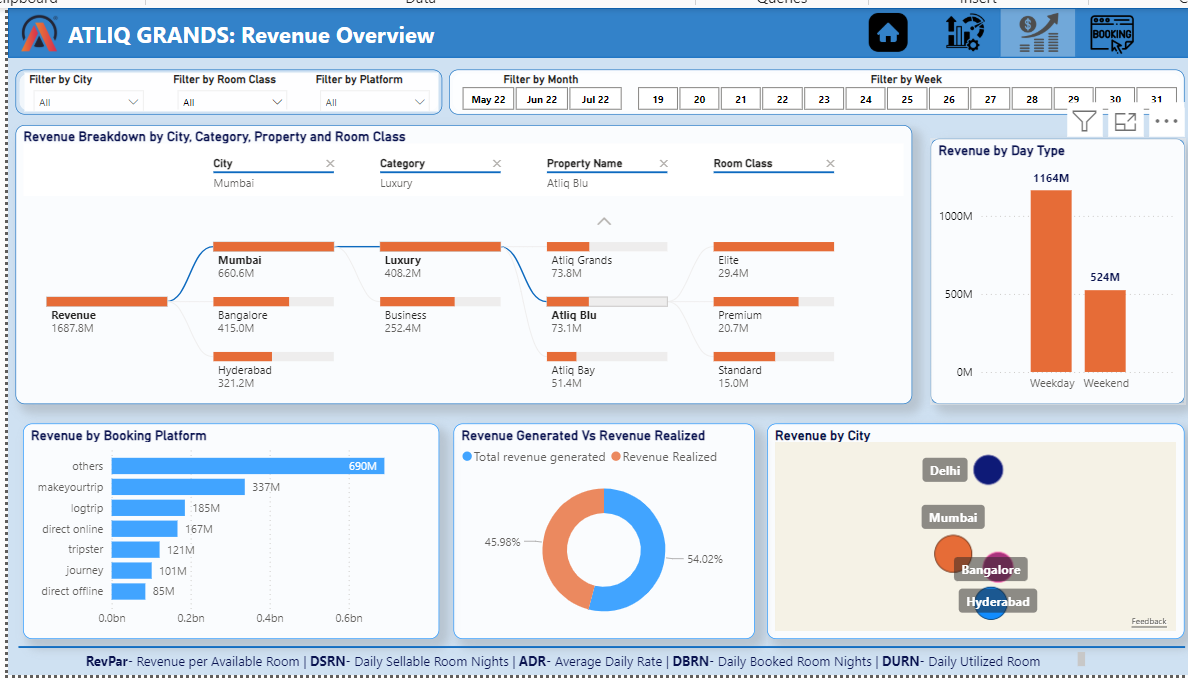 Clipboard
Data
Queries
Insert
ATLIQ GRANDS: Revenue Overview
BOOKING
Filter by City
Filter by Room Class
Filter by Platform
All
All
All
Filter by Month
May 22
Jun 22
Jul 22
Filter by Week
19
20
21
22
23
24
25
26
27
28
29
30
31
Revenue Breakdown by City, Category, Property and Room Class
City
Category
Property Name
Room Class
Mumbai
Luxury
Atliq Blu
Revenue
1687.8M
Mumbai
660.6M
Bangalore
415.0M
Hyderabad
321.2M
Luxury
408.2M
Business
252.4M
Atliq Grands
73.8M
Atliq Blu
73.1M
Atliq Bay
51.4M
Elite
29.4M
Premium
20.7M
Standard
15.0M
Revenue by Day Type
1164M
1000M
524M
500M
0M
Weekday
Weekend
Revenue by Booking Platform
others
690M
makeyourtrip
337M
logtrip
185M
direct online
167M
tripster
121M
journey
101M
direct offline
85M
0.0bn
0.2bn
0.4bn
0.6bn
Revenue Generated Vs Revenue Realized
Total revenue generated
Revenue Realized
45.98%
54.02%
Revenue by City
Delhi
Mumbai
Bangalore
Hyderabad
Feedback
RevPar- Revenue per Available Room | DSRN- Daily Sellable Room Nights | ADR- Average Daily Rate | DBRN- Daily Booked Room Nights | DURN- Daily Utilized Room